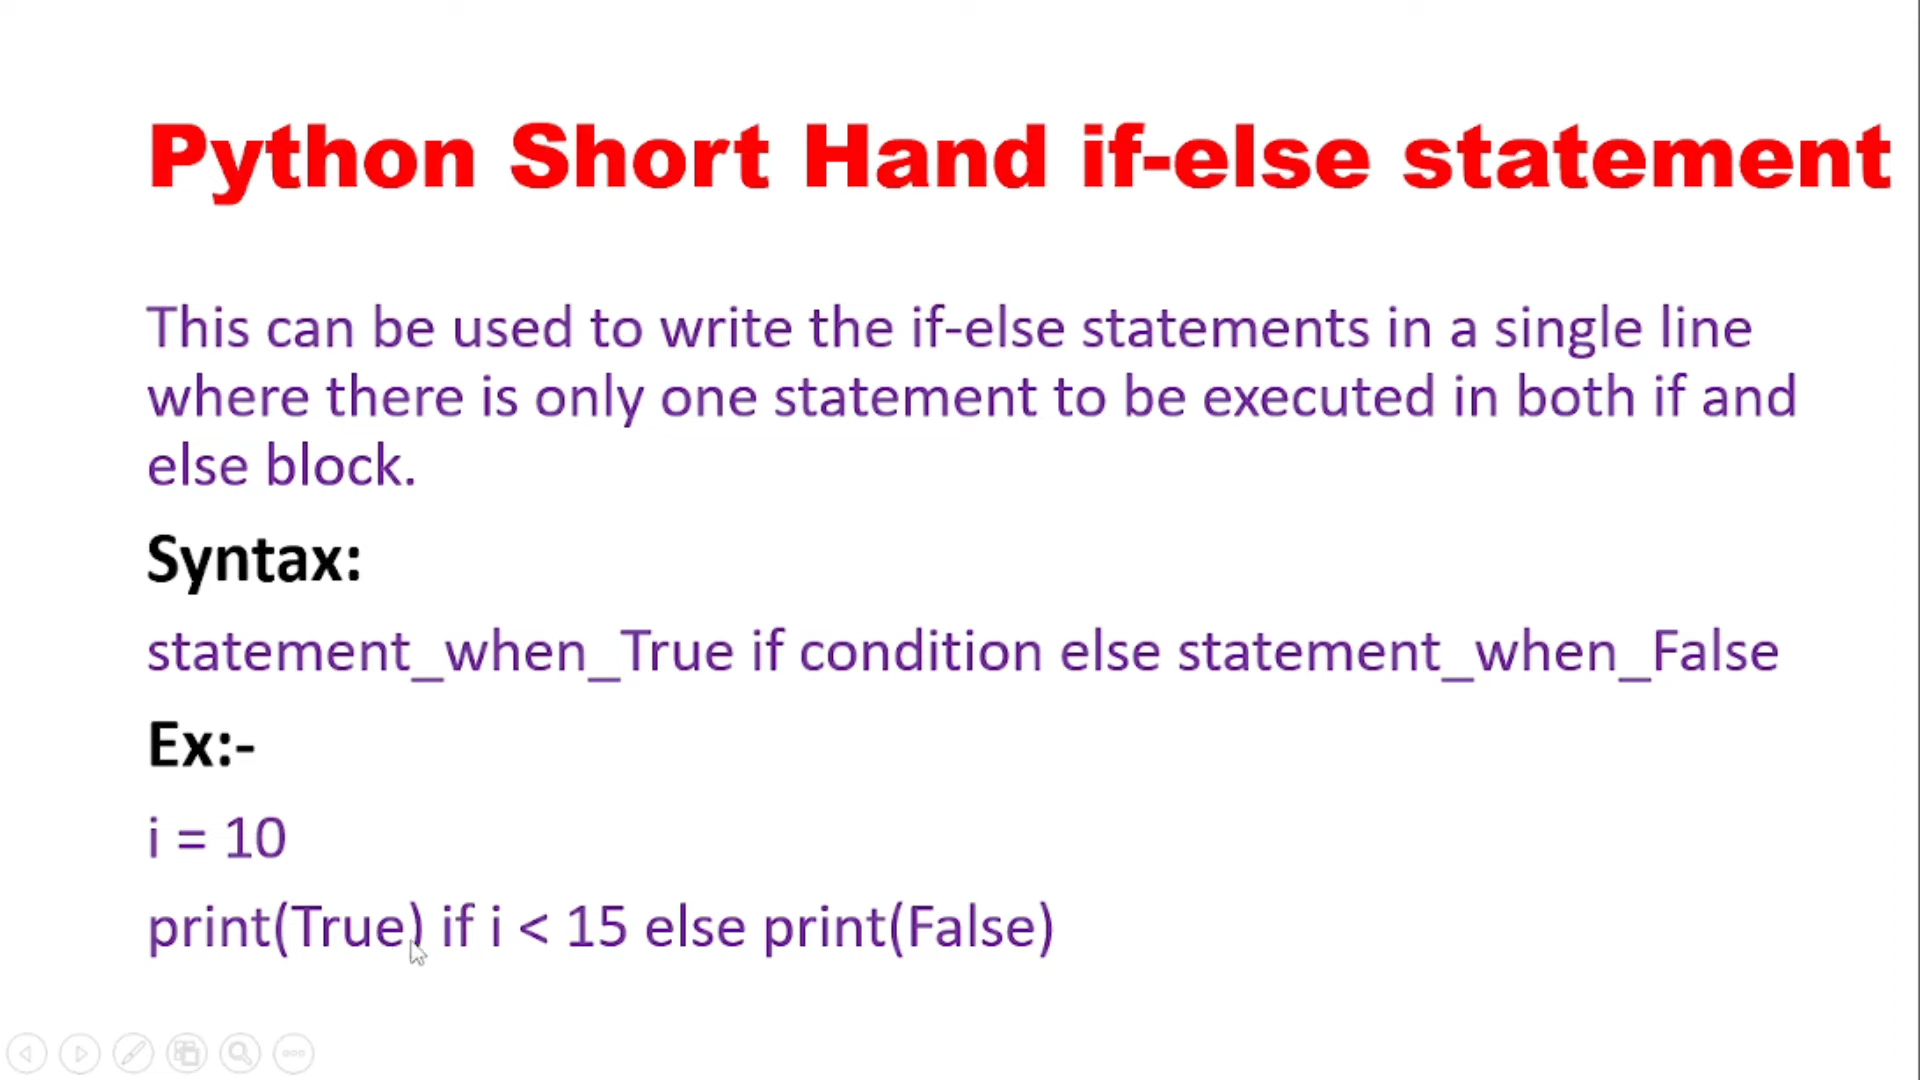 Python Short Hand if-else statement
This can be used to write the if-else statements in a single line
where there is only one statement to be executed in both if and
else block.
Syntax:
statement_when_True if condition else statement_when_False
Ex:-
i = 10
print(True) if i < 15 else print(False)